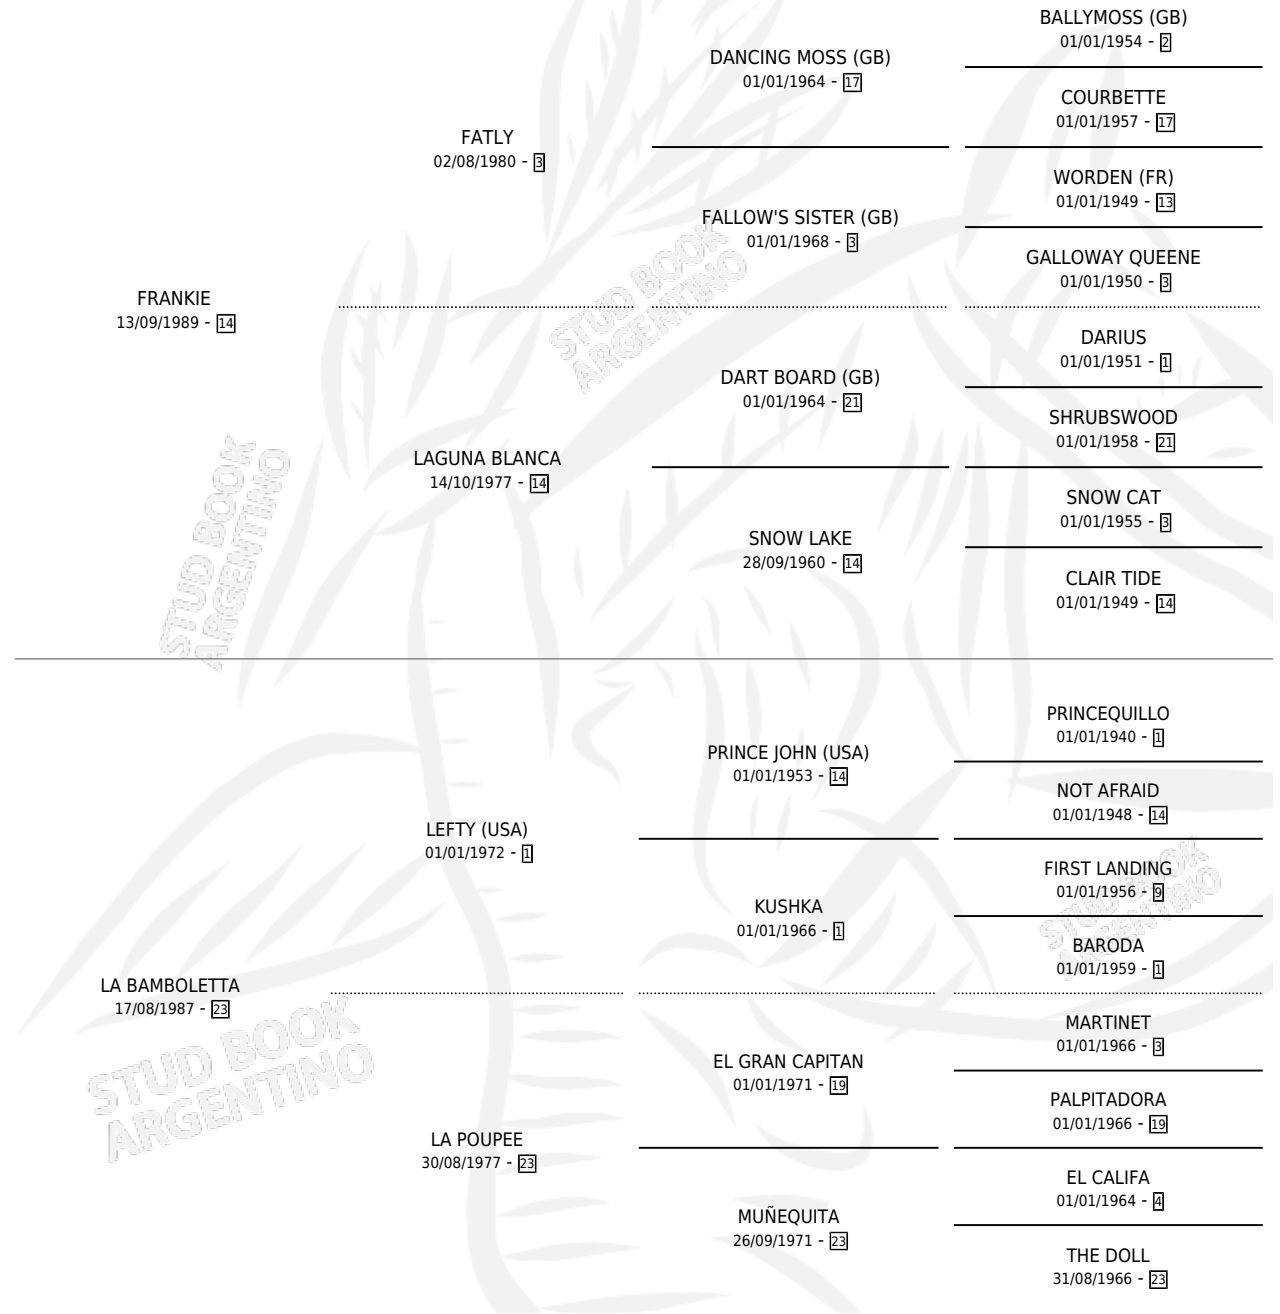 BALLYMOSS (GB)
01/01/1954 - 2
DANCING MOSS (GB)
01/01/1964 - 17
COURBETTE
01/01/1957 - 17
FATLY
02/08/1980 - 3
WORDEN (FR)
01/01/1949 - 13
FALLOW'S SISTER (GB)
01/01/1968 - 3
GALLOWAY QUEENE
01/01/1950 - 3
FRANKIE
13/09/1989 - 14
STUD BOOK
ARGENTINO
DARIUS
01/01/1951 - 1
DART BOARD (GB)
01/01/1964 - 21
SHRUBSWOOD
01/01/1958 - 21
LAGUNA BLANCA
14/10/1977 - 14
SNOW CAT
01/01/1955 - 3
SNOW LAKE
28/09/1960 - 14
CLAIR TIDE
01/01/1949 - 14
STUD BOOK
ARGENTINO
PRINCEQUILLO
01/01/1940 - 1
PRINCE JOHN (USA)
01/01/1953 - 14
NOT AFRAID
01/01/1948 - 14
LEFTY (USA)
01/01/1972 - 1
FIRST LANDING
01/01/1956 - 9
KUSHKA
01/01/1966 - 1
STUD BOOK
ARGENTINO
BARODA
01/01/1959 - 1
LA BAMBOLETTA
17/08/1987 - 23
STUD BOOK
ARGENTINO
MARTINET
01/01/1966 - 3
EL GRAN CAPITAN
01/01/1971 - 19
PALPITADORA
01/01/1966 - 19
LA POUPEE
30/08/1977 - 23
EL CALIFA
01/01/1964 - 4
MUÑEQUITA
26/09/1971 - 23
THE DOLL
31/08/1966 - 23